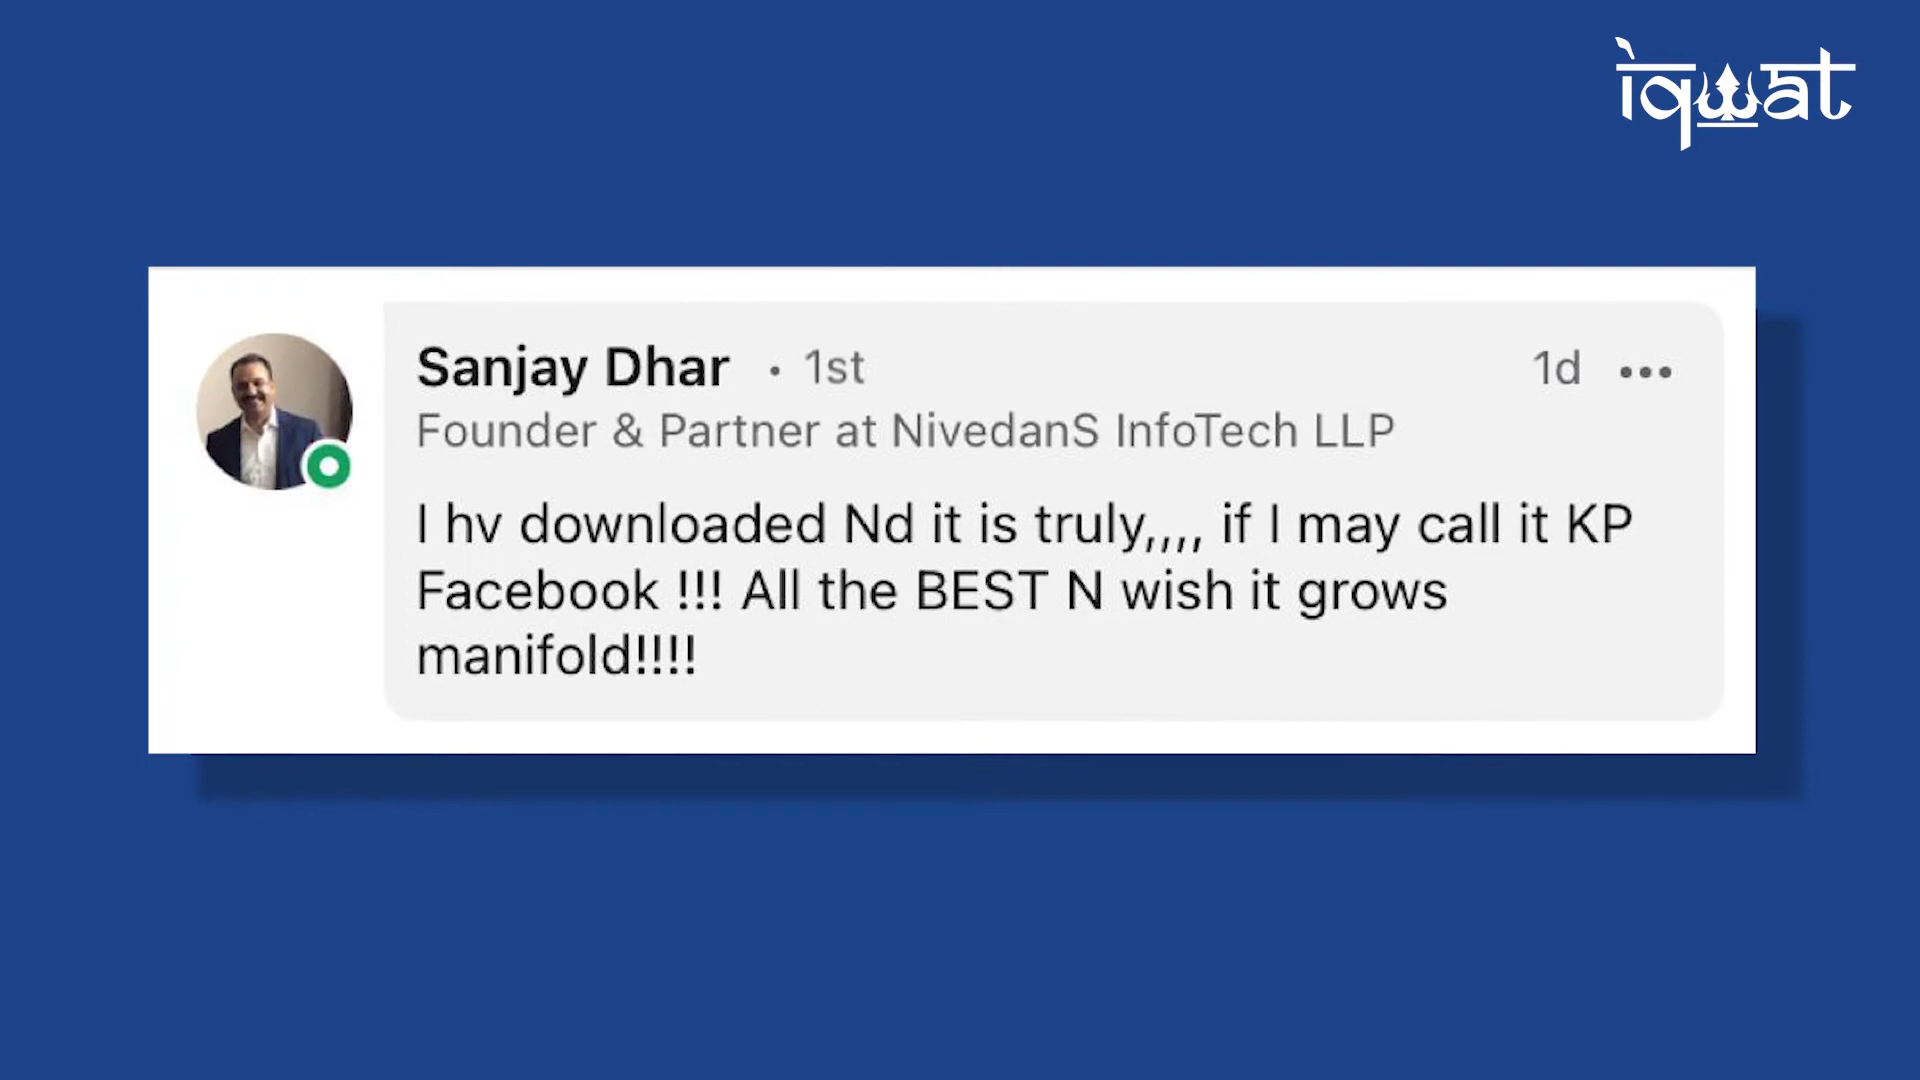 iqwat
Sanjay Dhar • 1st 1d •••
Founder & Partner at NivedanS InfoTech LLP
I hv downloaded Nd it is truly,,,, if I may call it KP
Facebook !!! All the BEST N wish it grows
manifold!!!!